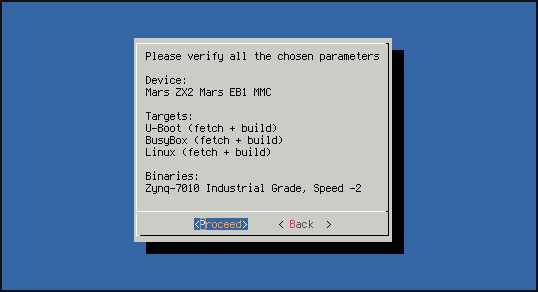 Please verify all the chosen parameters
Device:
Mars ZX2 Mars EB1 MMC
Targets:
U-Boot (fetch + build)
BusyBox (fetch + build)
Linux (fetch + build)
Binaries:
Zynq-7010 Industrial Grade, Speed -2
<Proceed> < Back >